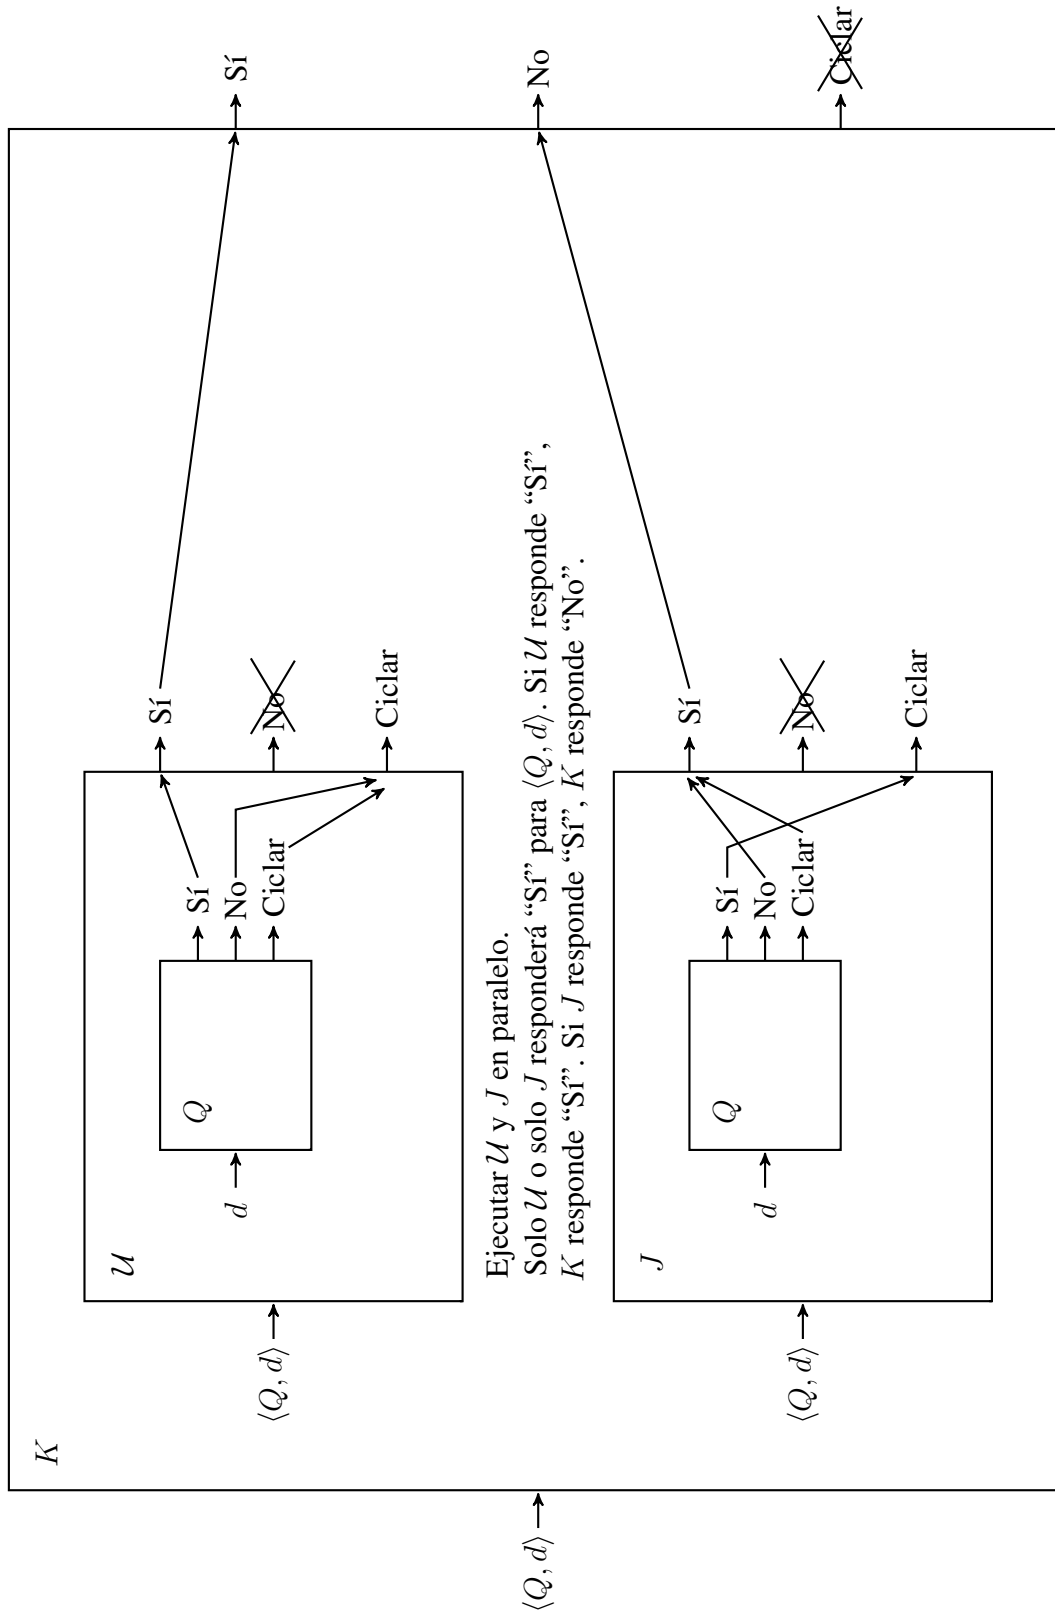 K
⟨Q, d⟩
⟨Q, d⟩
𝒰
d
Q
Sí
No
Ciclar
Sí
No
Ciclar
Ejecutar 𝒰 y J en paralelo.
Solo 𝒰 o solo J responderá “Sí” para ⟨Q, d⟩. Si 𝒰 responde “Sí”,
K responde “Sí”. Si J responde “Sí”, K responde “No”.
⟨Q, d⟩
J
d
Q
Sí
No
Ciclar
Sí
No
Ciclar
Sí
No
Ciclar